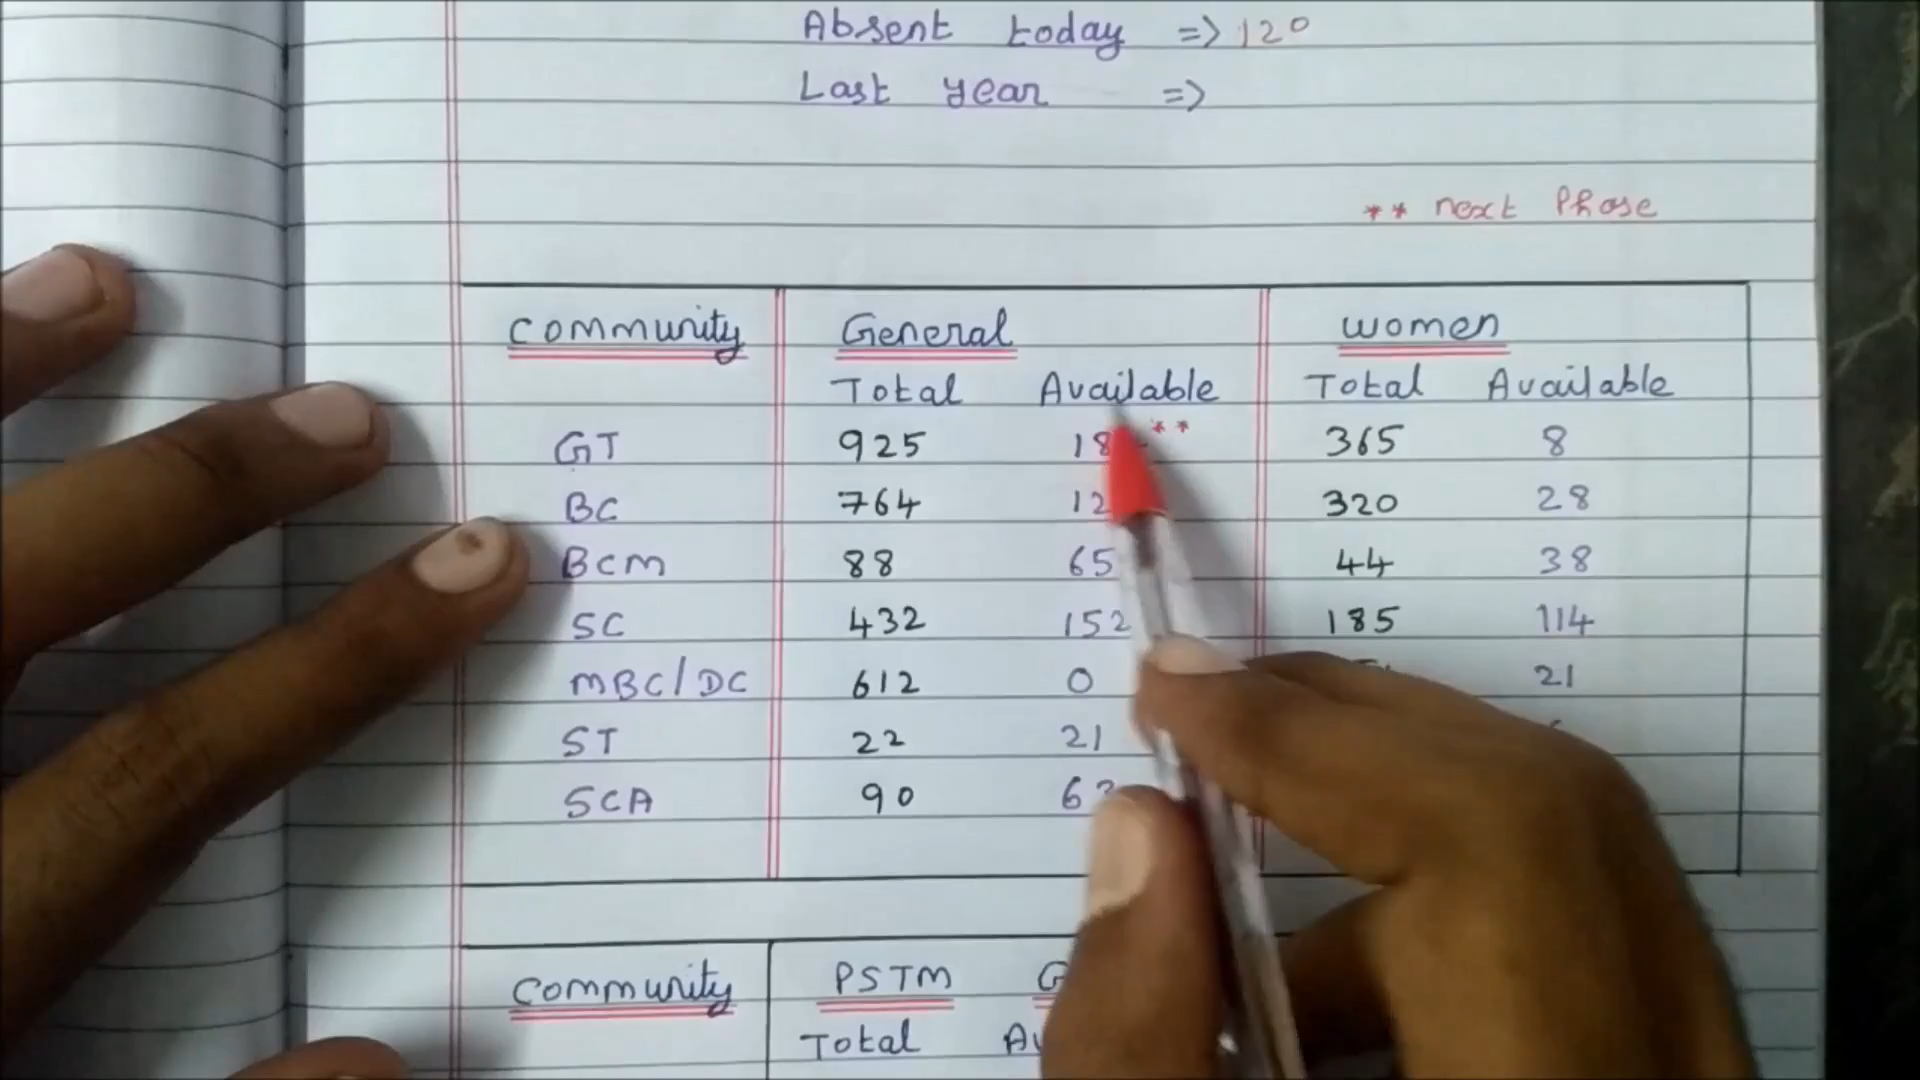 Absent today => 120
Last year =>
** next Phase
Community General women
Total Available Total Available
GT 925 ** 365 8
BC 764 320 28
BCM 88 65 44 38
SC 432 152 185 114
MBC/DC 612 0 21
ST 22 21
SCA 90
Community PSTM
Total